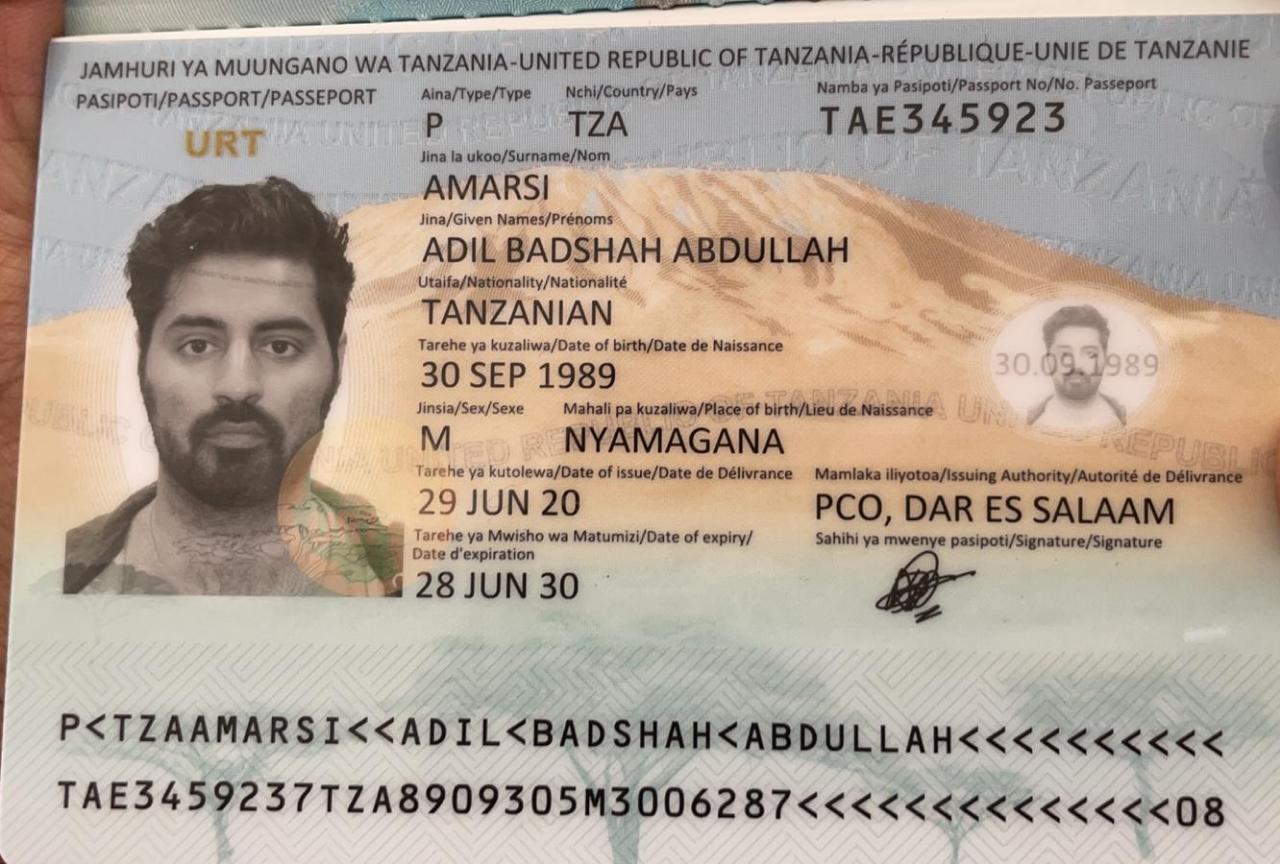 JAMHURI YA MUUNGANO WA TANZANIA-UNITED REPUBLIC OF TANZANIA-RÉPUBLIQUE-UNIE DE TANZANIE
PASIPOTI/PASSPORT/PASSEPORT
Aina/Type/Type Nchi/Country/Pays Namba ya Pasipoti/Passport No/No. Passeport
URT P TZA TAE345923
Jina la ukoo/Surname/Nom
AMARSI
Jina/Given Names/Prénoms
ADIL BADSHAH ABDULLAH
Utaifa/Nationality/Nationalité
TANZANIAN
Tarehe ya kuzaliwa/Date of birth/Date de Naissance
30 SEP 1989
30.09.1989
Jinsia/Sex/Sexe Mahali pa kuzaliwa/Place of birth/Lieu de Naissance
M NYAMAGANA
Tarehe ya kutolewa/Date of issue/Date de Délivrance Mamlaka iliyotoa/Issuing Authority/Autorité de Délivrance
29 JUN 20 PCO, DAR ES SALAAM
Tarehe ya Mwisho wa Matumizi/Date of expiry/ Sahihi ya mwenye pasipoti/Signature/Signature
Date d'expiration
28 JUN 30
P<TZAAMARSI<<ADIL<BADSHAH<ABDULLAH<<<<<<<<<<
TAE3459237TZA8909305M3006287<<<<<<<<<<<<<<08